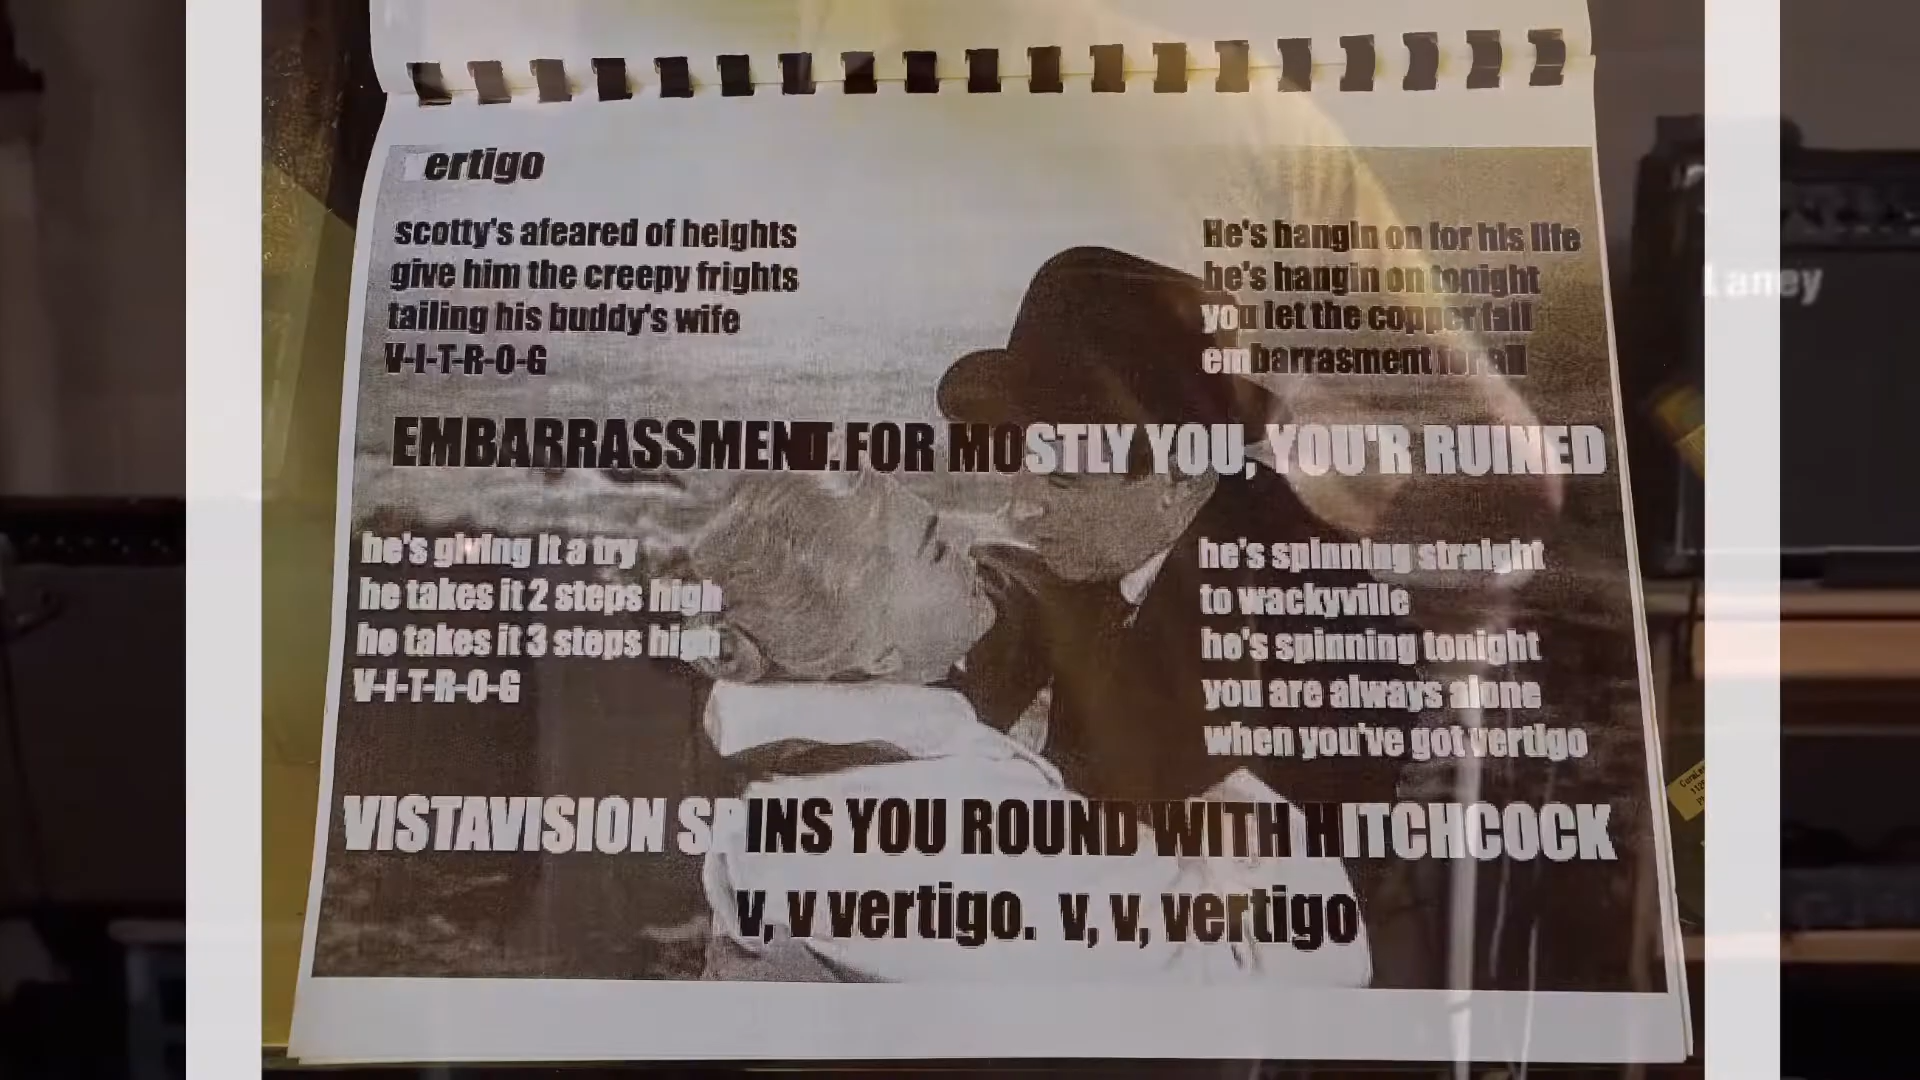 ertigo
scotty's afeared of heights
give him the creepy frights
tailing his buddy's wife
V-I-T-R-O-G
He's hangin on for his life
he's hangin on tonight
you let the copper fall
embarrasment for all
EMBARRASSMENT.FOR MOSTLY YOU, YOU'R RUINED
he's giving it a try
he takes it 2 steps high
he takes it 3 steps high
V-I-T-R-O-G
he's spinning straight
to wackyville
he's spinning tonight
you are always alone
when you've got vertigo
VISTAVISION SPINS YOU ROUND WITH HITCHCOCK
v, v vertigo. v, v, vertigo
Laney